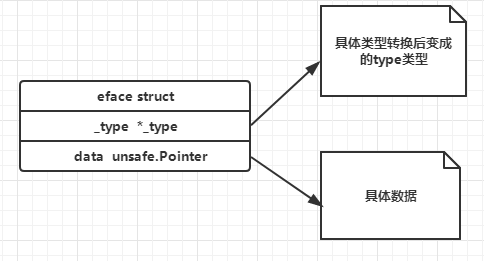 具体类型转换后变成
的type类型
eface struct
_type *_type
data unsafe.Pointer
具体数据